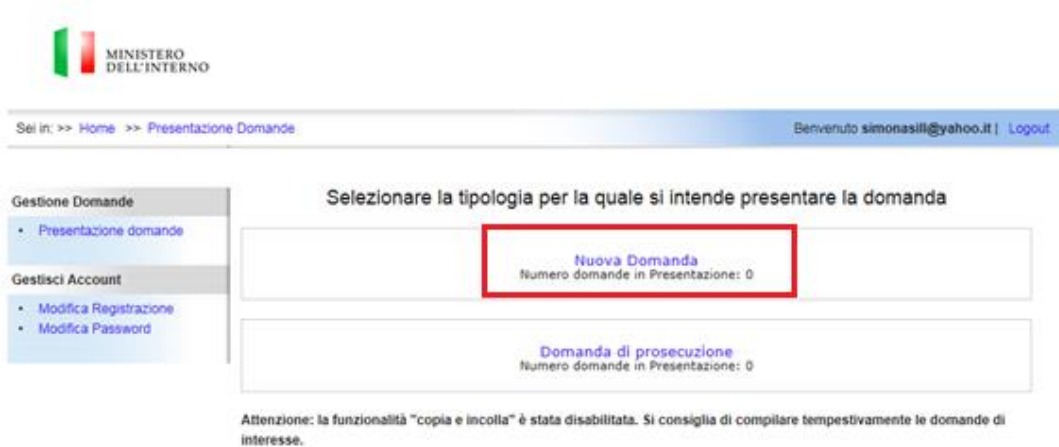 MINISTERO
DELL'INTERNO
Sei in: >> Home >> Presentazione Domande
Benvenuto simonasill@yahoo.it | Logout
Gestione Domande
• Presentazione domande
Gestisci Account
• Modifica Registrazione
• Modifica Password
Selezionare la tipologia per la quale si intende presentare la domanda
Nuova Domanda
Numero domande in Presentazione: 0
Domanda di prosecuzione
Numero domande in Presentazione: 0
Attenzione: la funzionalità "copia e incolla" è stata disabilitata. Si consiglia di compilare tempestivamente le domande di
interesse.